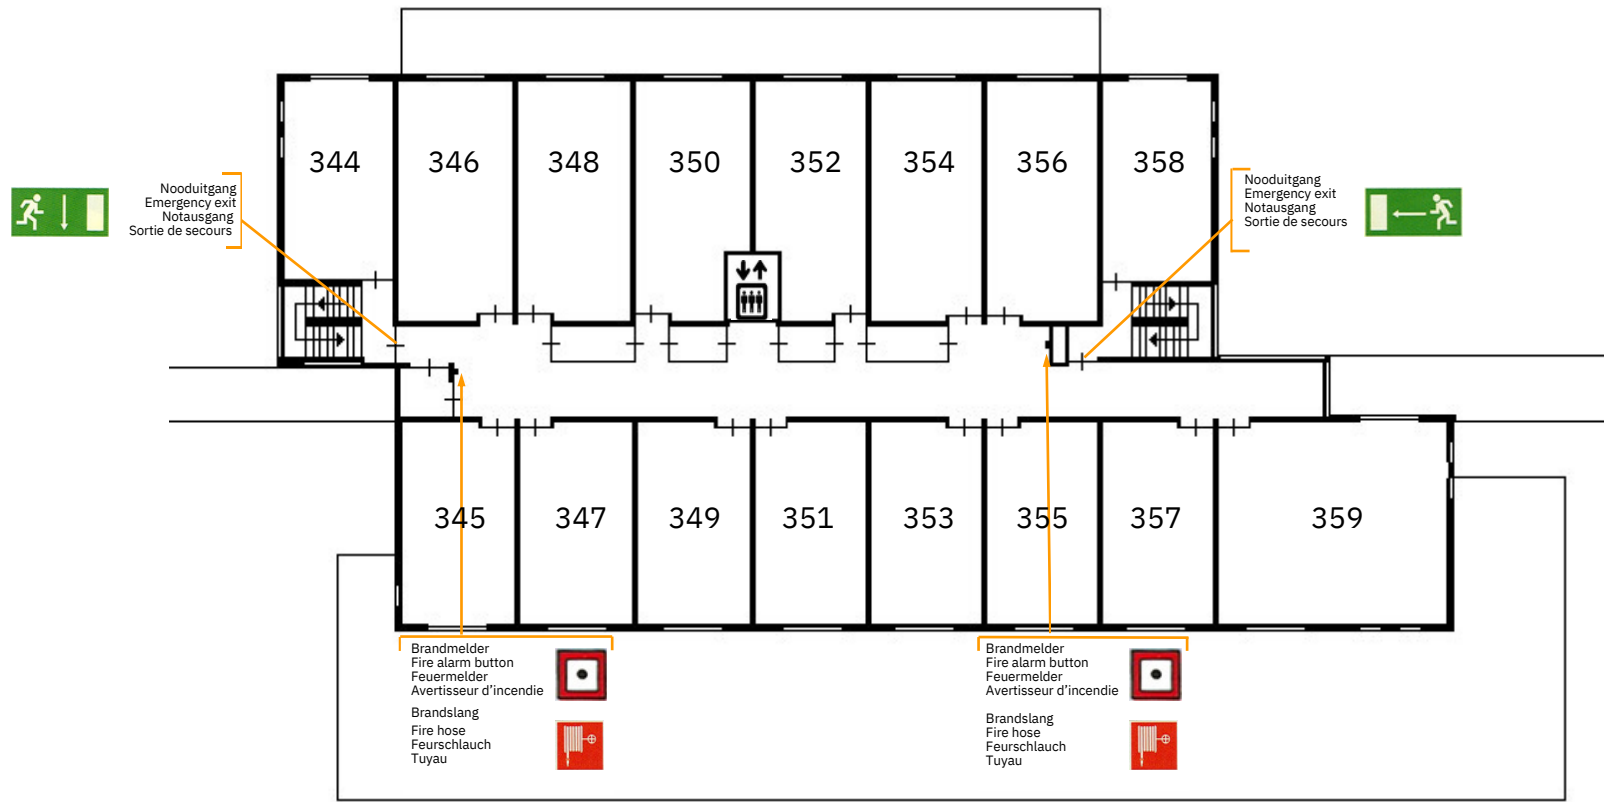 344
346
348
350
352
354
356
358
Nooduitgang
Emergency exit
Notausgang
Sortie de secours
Nooduitgang
Emergency exit
Notausgang
Sortie de secours
345
347
349
351
353
355
357
359
Brandmelder
Fire alarm button
Feuermelder
Avertisseur d'incendie
Brandslang
Fire hose
Feurschlauch
Tuyau
Brandmelder
Fire alarm button
Feuermelder
Avertisseur d'incendie
Brandslang
Fire hose
Feurschlauch
Tuyau